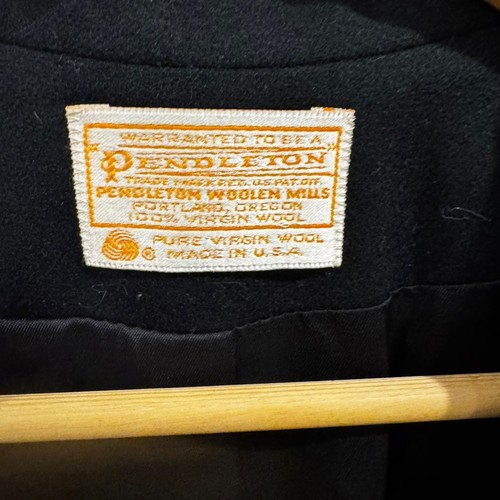 WARRANTED TO BE A
"PENDLETON"
TRADE MARK REG. U.S. PAT. OFF.
PENDLETON WOOLEN MILLS
PORTLAND, OREGON
100% VIRGIN WOOL
® PURE VIRGIN WOOL
MADE IN U.S.A.